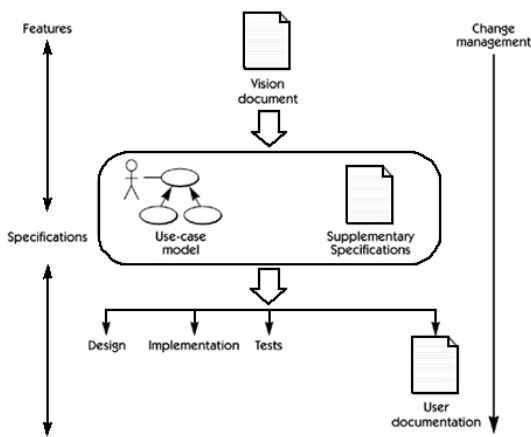 Features
Change
management
Vision
document
Specifications
Use-case
model
Supplementary
Specifications
Design
Implementation
Tests
User
documentation